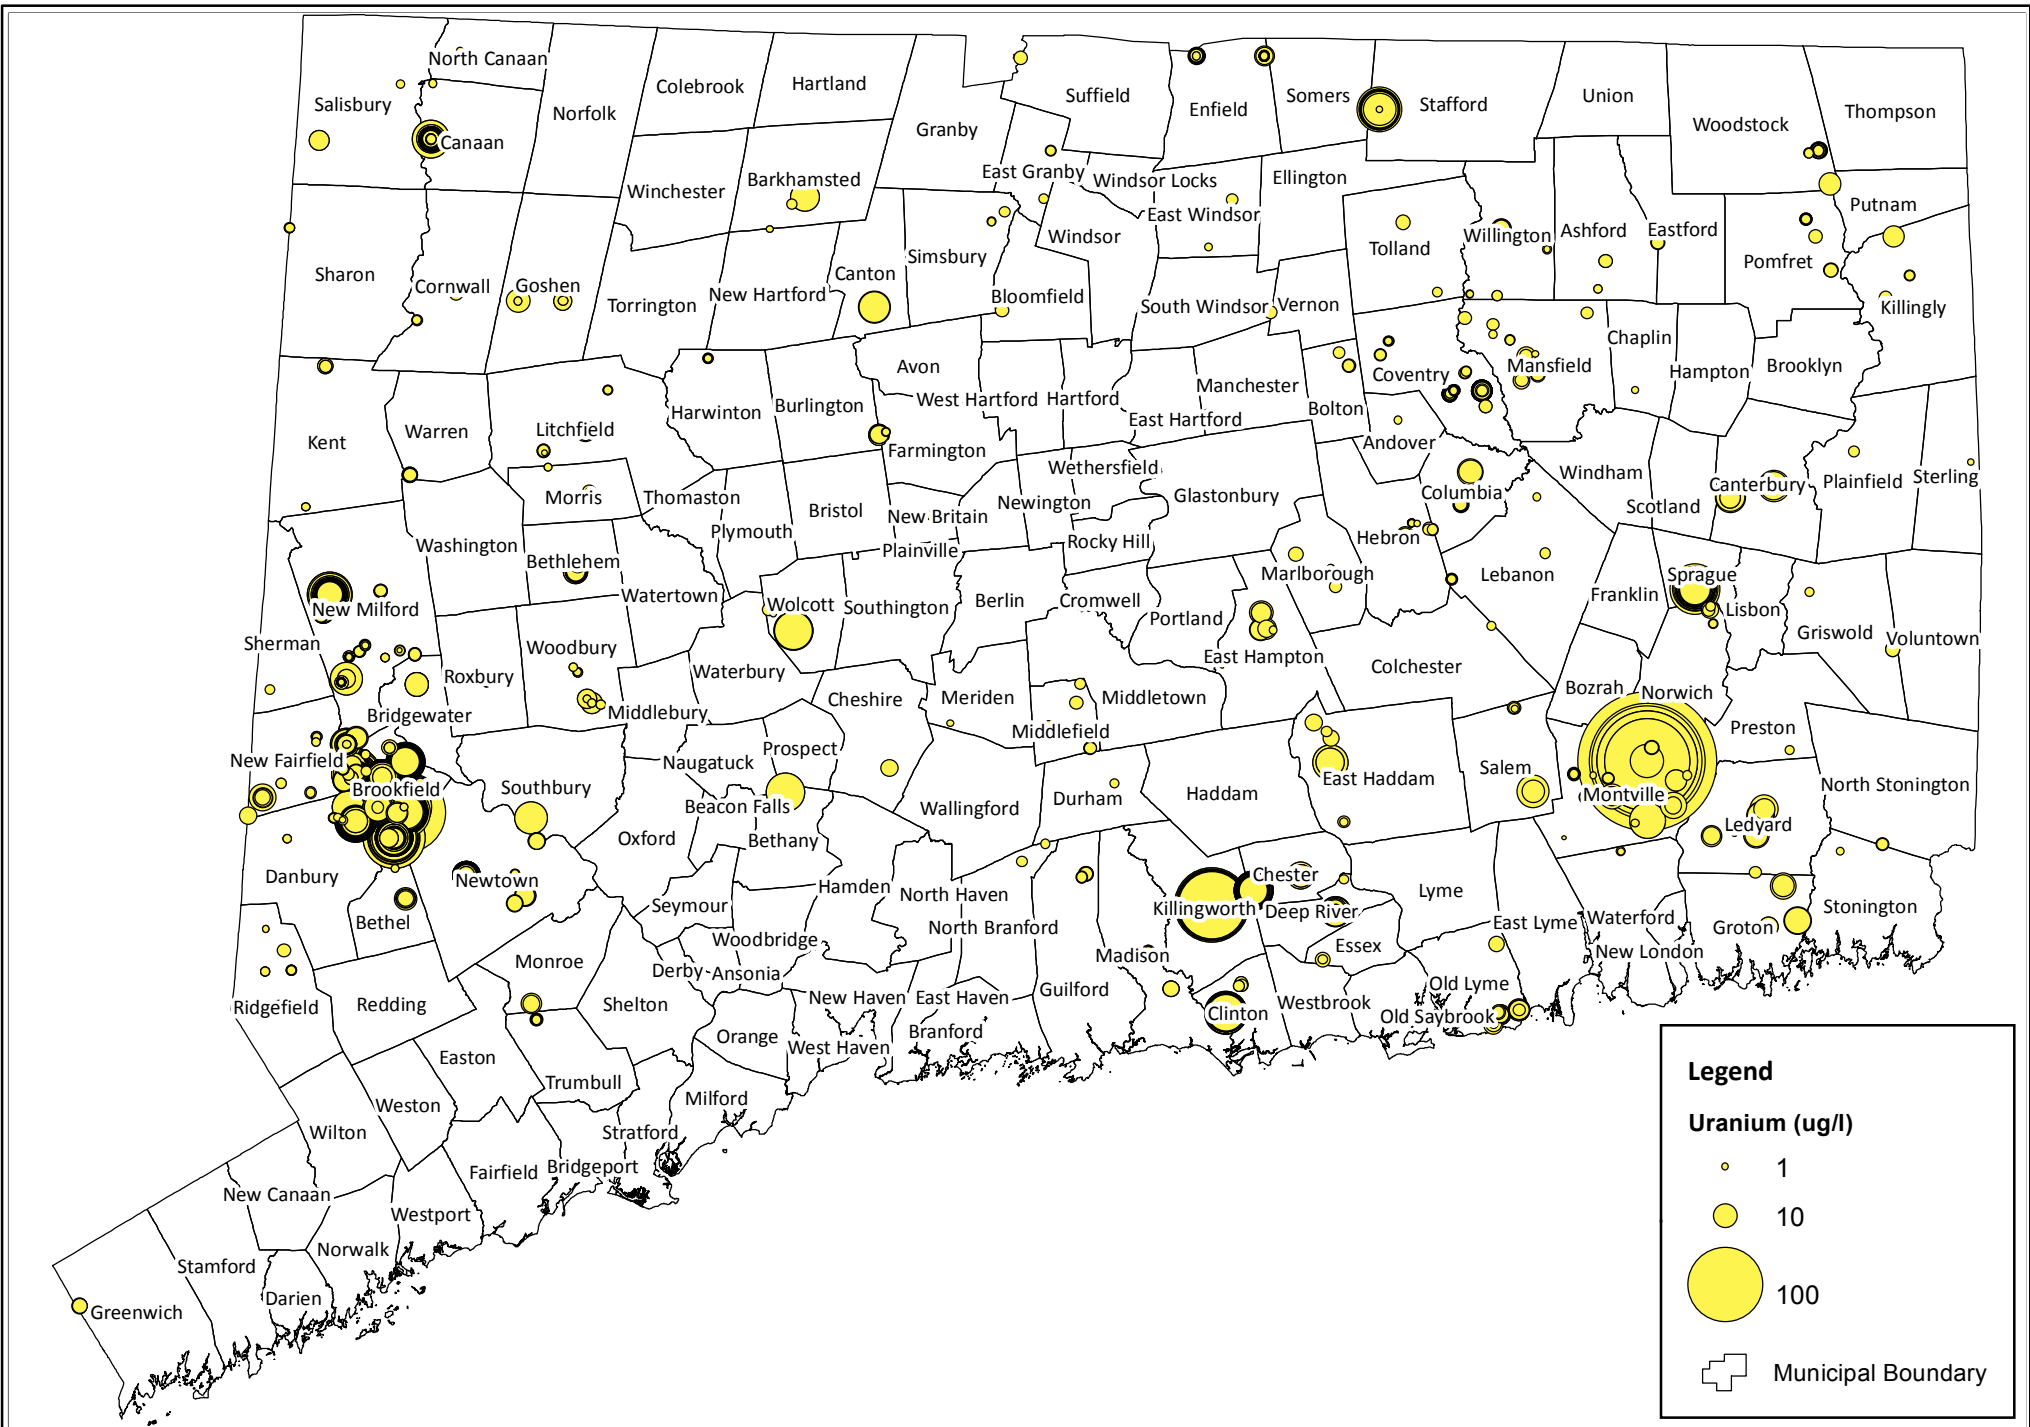 North Canaan
Colebrook
Hartland
Salisbury
Norfolk
Canaan
Granby
Suffield
Enfield
Somers
Stafford
Union
Woodstock
Thompson
Winchester
Barkhamsted
East Granby
Windsor Locks
Ellington
East Windsor
Windsor
Tolland
Willington
Ashford
Eastford
Putnam
Pomfret
Sharon
Cornwall
Goshen
Torrington
New Hartford
Canton
Simsbury
Bloomfield
South Windsor
Vernon
Killingly
Avon
Chaplin
Mansfield
Hampton
Brooklyn
Coventry
Manchester
Kent
Warren
Litchfield
Harwinton
Burlington
West Hartford
Hartford
East Hartford
Bolton
Andover
Farmington
Wethersfield
Glastonbury
Windham
Columbia
Scotland
Canterbury
Plainfield
Sterling
Morris
Thomaston
Plymouth
Bristol
New Britain
Newington
Rocky Hill
Plainville
Hebron
Washington
Bethlehem
Watertown
Marlborough
Lebanon
Franklin
Sprague
Lisbon
New Milford
Wolcott
Southington
Berlin
Cromwell
Portland
Griswold
Voluntown
Sherman
Woodbury
Roxbury
Waterbury
East Hampton
Colchester
Bozrah
Norwich
Bridgewater
Middlebury
Cheshire
Meriden
Middletown
Middlefield
Preston
New Fairfield
Brookfield
Southbury
Naugatuck
Prospect
Beacon Falls
Bethany
Oxford
Wallingford
Durham
Haddam
East Haddam
Salem
Montville
North Stonington
Ledyard
Danbury
Newtown
Bethel
Seymour
Hamden
North Haven
North Branford
Killingworth
Chester
Deep River
Essex
Lyme
East Lyme
Waterford
New London
Groton
Stonington
Woodbridge
Ansonia
Derby
Monroe
Shelton
Madison
Guilford
Ridgefield
Redding
New Haven
East Haven
Branford
Orange
West Haven
Clinton
Westbrook
Old Lyme
Old Saybrook
Easton
Trumbull
Weston
Milford
Wilton
Stratford
Fairfield
Bridgeport
New Canaan
Westport
Norwalk
Stamford
Darien
Greenwich
Legend
Uranium (ug/l)
1
10
100
Municipal Boundary